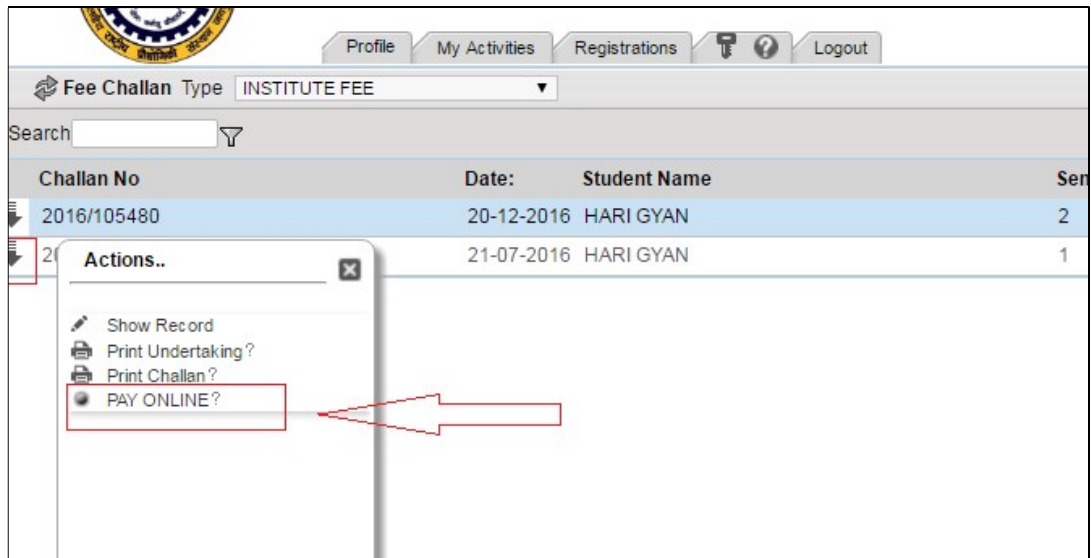 राष्ट्रीय प्रौद्योगिकी संस्थान
Profile My Activities Registrations Logout
Fee Challan Type INSTITUTE FEE
Search
Challan No Date: Student Name
2016/105480 20-12-2016 HARI GYAN 2
21-07-2016 HARI GYAN 1
Actions..
Show Record
Print Undertaking?
Print Challan?
PAY ONLINE?